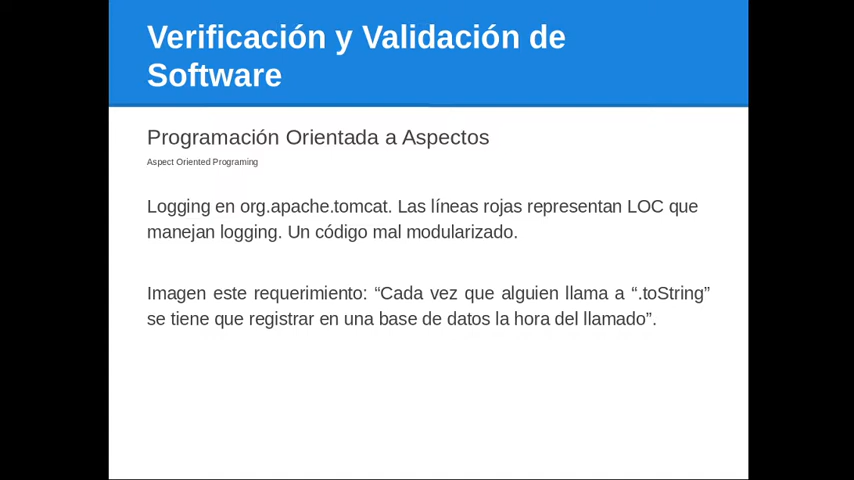 Verificación y Validación de
Software
Programación Orientada a Aspectos
Aspect Oriented Programing
Logging en org.apache.tomcat. Las líneas rojas representan LOC que
manejan logging. Un código mal modularizado.
Imagen este requerimiento: “Cada vez que alguien llama a “.toString”
se tiene que registrar en una base de datos la hora del llamado”.